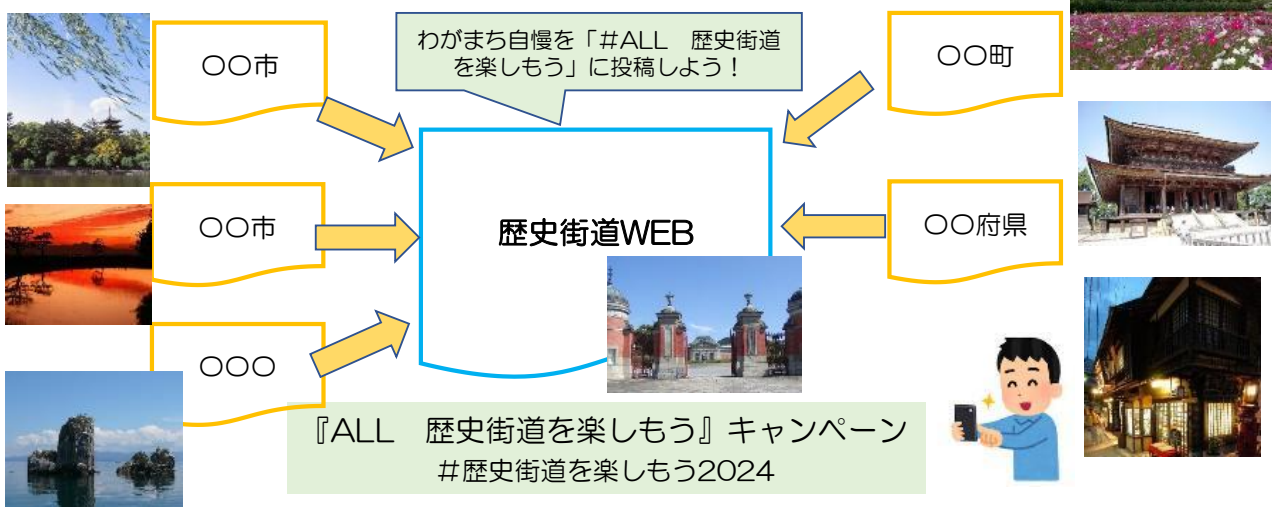 〇〇市
わがまち自慢を「＃ALL　歴史街道
を楽しもう」に投稿しよう！
〇〇町
〇〇市
歴史街道WEB
〇〇府県
〇〇〇
『ALL　歴史街道を楽しもう』キャンペーン
＃歴史街道を楽しもう2024